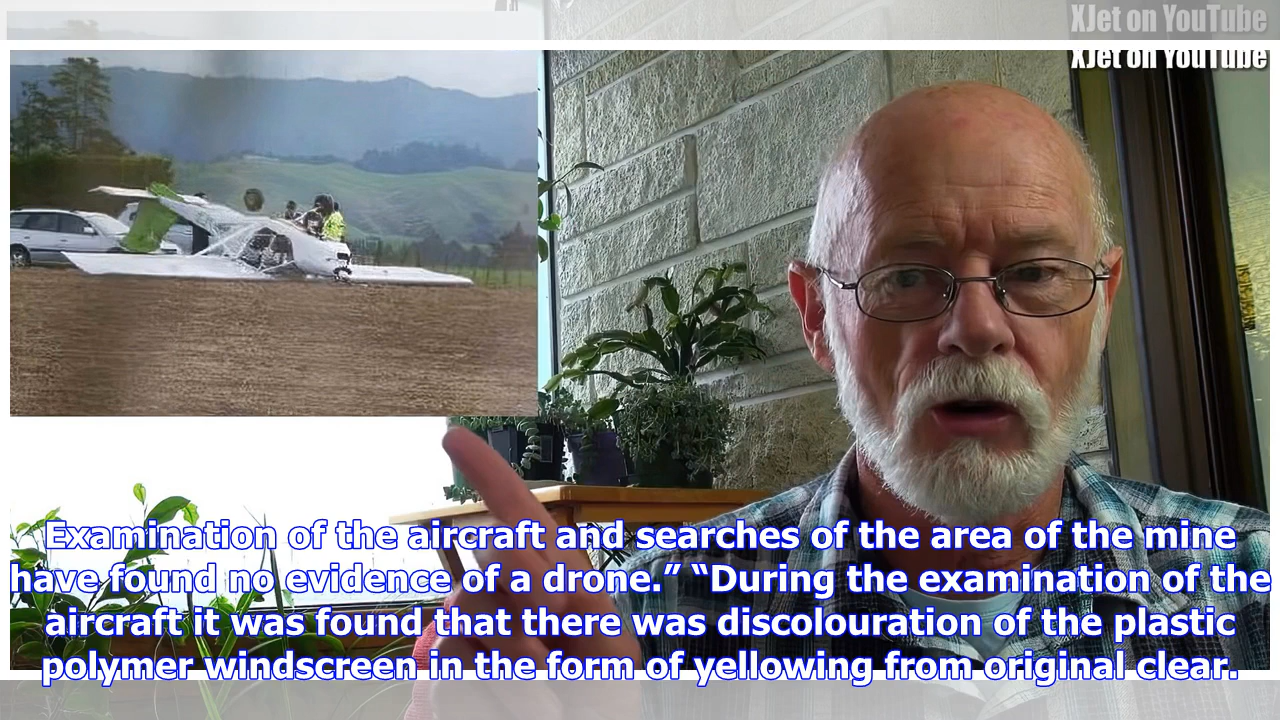 XJet on YouTube
XJet on YouTube
Examination of the aircraft and searches of the area of the mine
have found no evidence of a drone.” “During the examination of the
aircraft it was found that there was discolouration of the plastic
polymer windscreen in the form of yellowing from original clear.